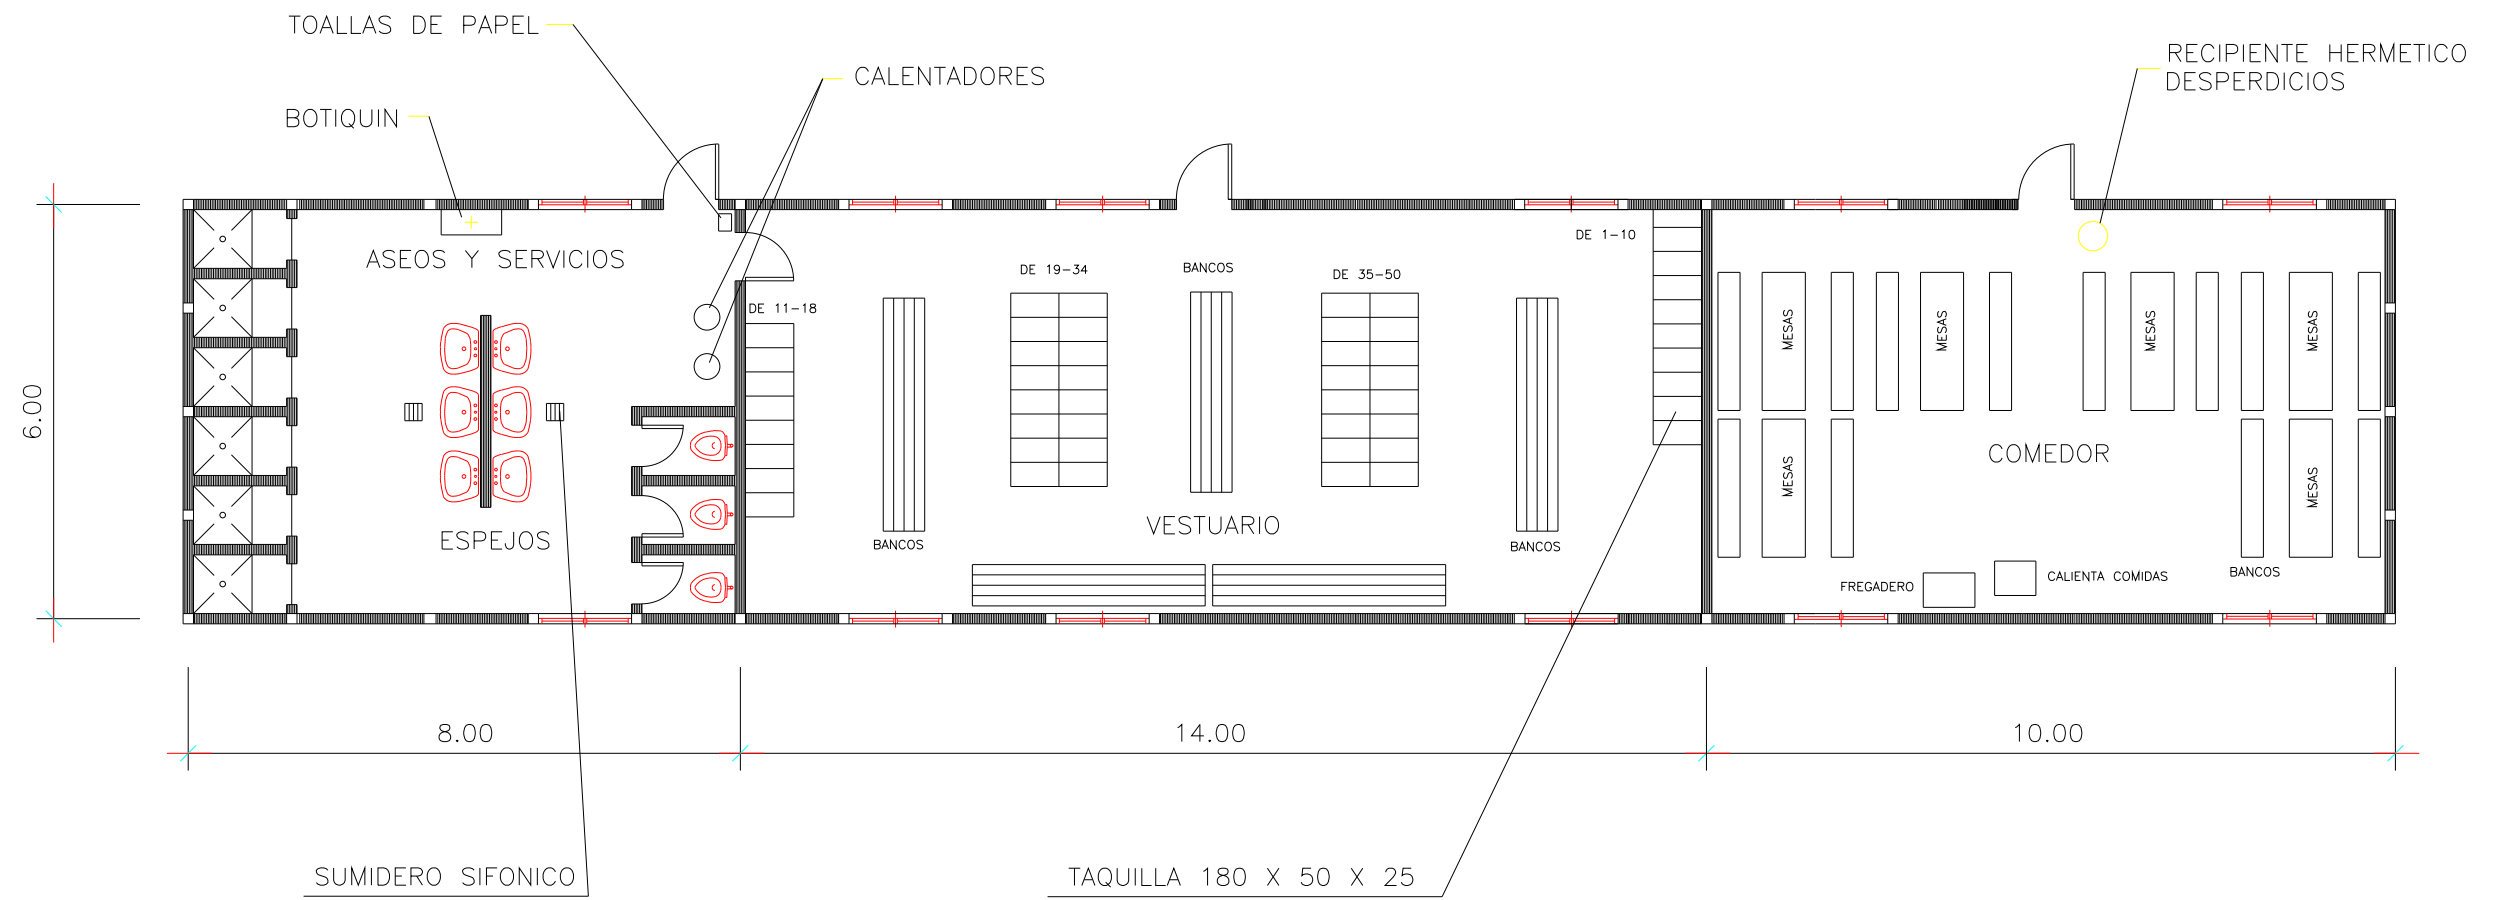 TOALLAS DE PAPEL
CALENTADORES
RECIPIENTE HERMETICO
DESPERDICIOS
BOTIQUIN
ASEOS Y SERVICIOS
DE 1-10
DE 19-34
BANCOS
DE 35-50
DE 11-18
MESAS
MESAS
MESAS
MESAS
6.00
COMEDOR
MESAS
MESAS
VESTUARIO
ESPEJOS
BANCOS
BANCOS
BANCOS
CALIENTA COMIDAS
FREGADERO
8.00
14.00
10.00
SUMIDERO SIFONICO
TAQUILLA 180 X 50 X 25